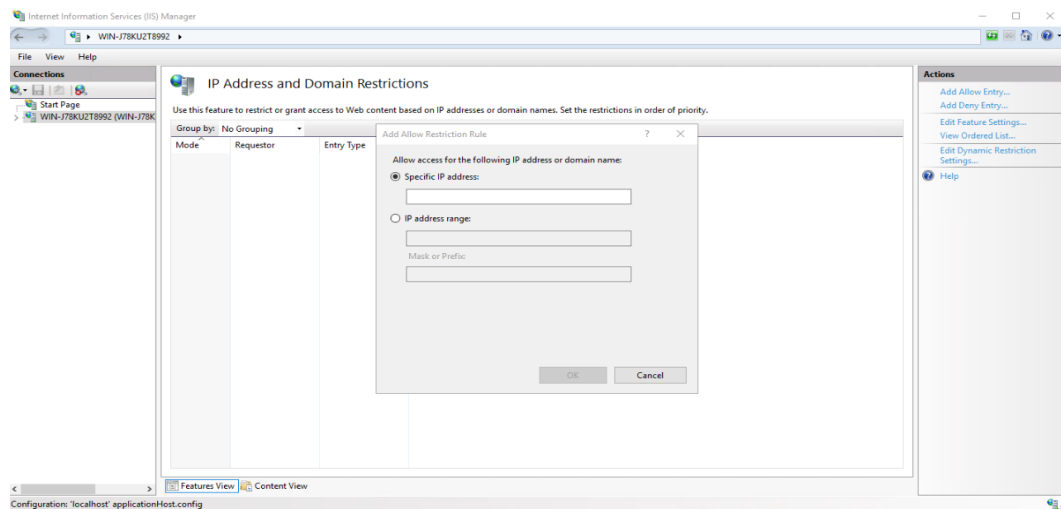 Internet Information Services (IIS) Manager
WIN-J78KU2T8992
File View Help
Connections
Start Page
WIN-J78KU2T8992 (WIN-J78K
IP Address and Domain Restrictions
Use this feature to restrict or grant access to Web content based on IP addresses or domain names. Set the restrictions in order of priority.
Group by: No Grouping
Mode Requestor Entry Type
Add Allow Restriction Rule ?
Allow access for the following IP address or domain name:
Specific IP address:
IP address range:
Mask or Prefix:
OK Cancel
Features View Content View
Actions
Add Allow Entry...
Add Deny Entry...
Edit Feature Settings...
View Ordered List...
Edit Dynamic Restriction
Settings...
Help
Configuration: 'localhost' applicationHost.config